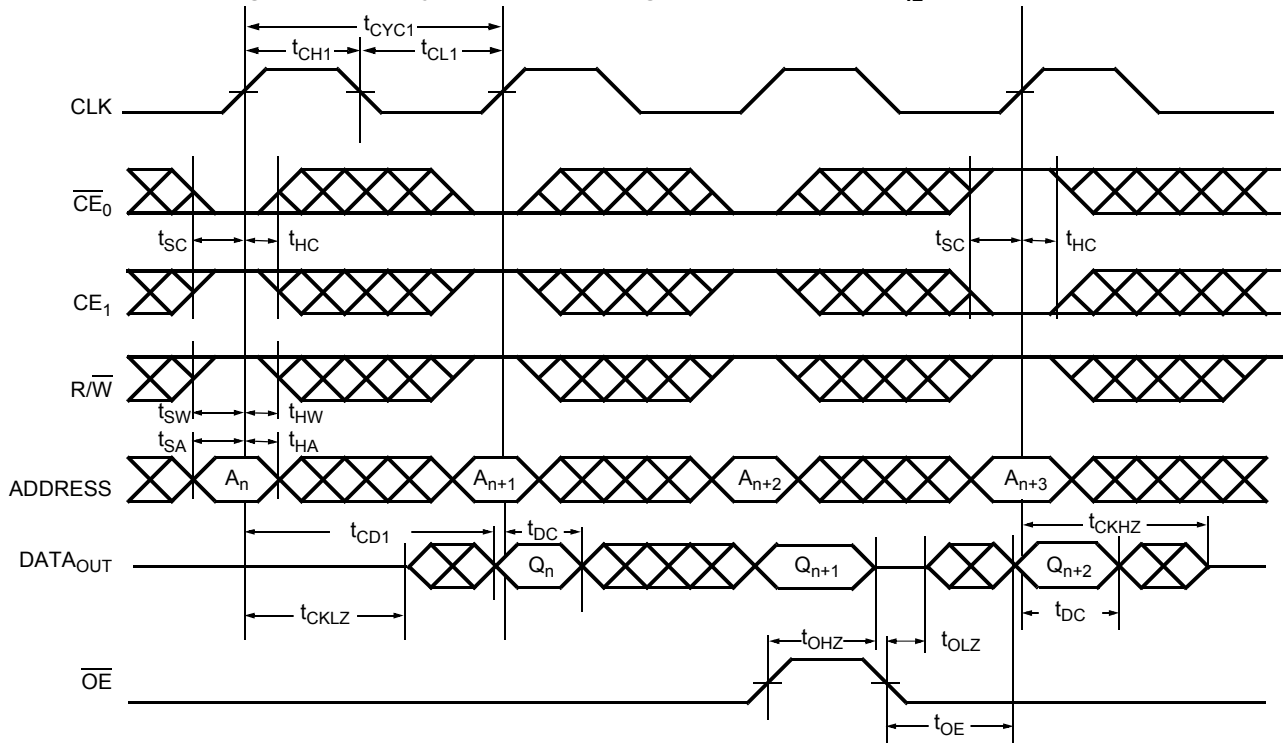 tCYC1
tCH1 tCL1
CLK
CE0
tSC tHC tSC tHC
CE1
R/W
tSW tHW
tSA tHA
ADDRESS An An+1 An+2 An+3
tCD1 tDC tCKHZ
DATAOUT Qn Qn+1 Qn+2
tCKLZ tDC
tOHZ tOLZ
OE
tOE